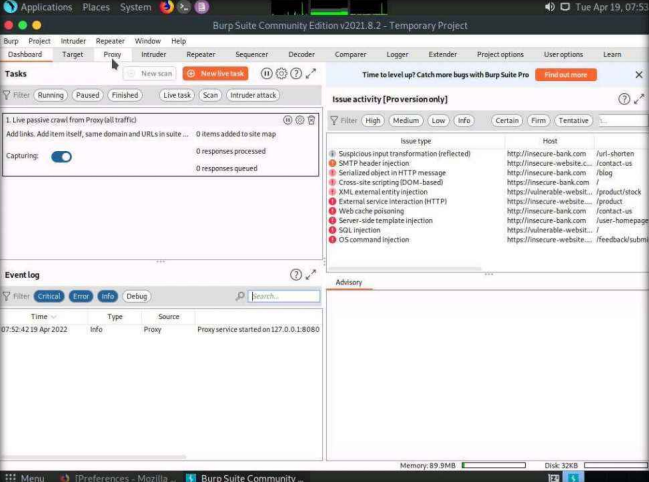 Applications Places System Tue Apr 19, 07:53
Burp Suite Community Edition v2021.8.2 - Temporary Project
Burp Project Intruder Repeater Window Help
Dashboard Target Proxy Intruder Repeater Sequencer Decoder Comparer Logger Extender Project options User options Learn
Tasks New scan New live task
Filter Running Paused Finished Live task Scan Intruder attack
1. Live passive crawl from Proxy (all traffic)
Add links. Add item itself, same domain and URLs in suite ... 0 items added to site map
Capturing: 0 responses processed
0 responses queued
Event log
Filter Critical Error Info Debug Search...
Time Type Source
07:52:42 19 Apr 2022 Info Proxy Proxy service started on 127.0.0.1:8080
Time to level up? Catch more bugs with Burp Suite Pro Find out more
Issue activity [Pro version only]
Filter High Medium Low Info Certain Firm Tentative
Issue type Host
Suspicious input transformation (reflected) http://insecure-bank.com /url-shorten
SMTP header injection http://insecure-website.c... /contact-us
Serialized object in HTTP message http://insecure-bank.com /blog
Cross-site scripting (DOM-based) https://insecure-bank.com /
XML external entity injection https://vulnerable-websit... /product/stock
External service interaction (HTTP) https://insecure-website.... /product
Web cache poisoning http://insecure-bank.com /contact-us
Server-side template injection http://insecure-bank.com /user-homepage
SQL injection https://vulnerable-websit... /
OS command injection https://insecure-website.... /feedback/submi
Advisory
Memory: 89.9MB Disk: 32KB
Menu [Preferences - Mozilla ... Burp Suite Community ...